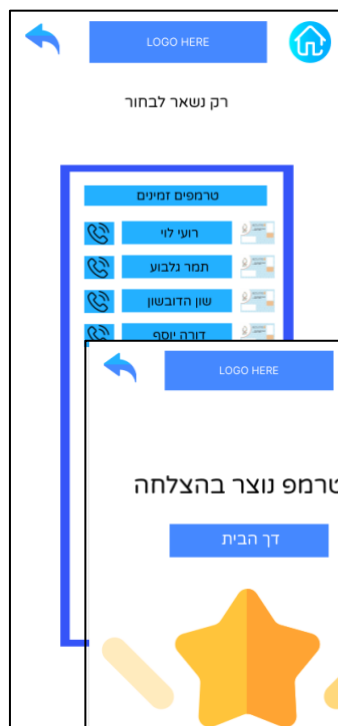 LOGO HERE
רק נשאר לבחור
טרמפים זמינים
רועי לוי
תמר גלבוע
שון הדובשון
דורה יוסף
LOGO HERE
טרמפ נוצר בהצלחה
דך הבית